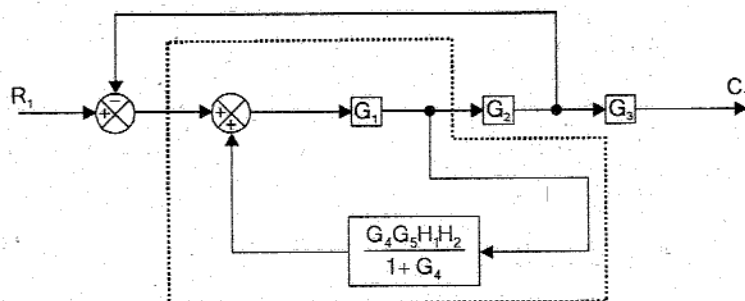 R₁
+ −
+ +
G₁
G₂
G₃
G₄G₅H₁H₂
1 + G₄